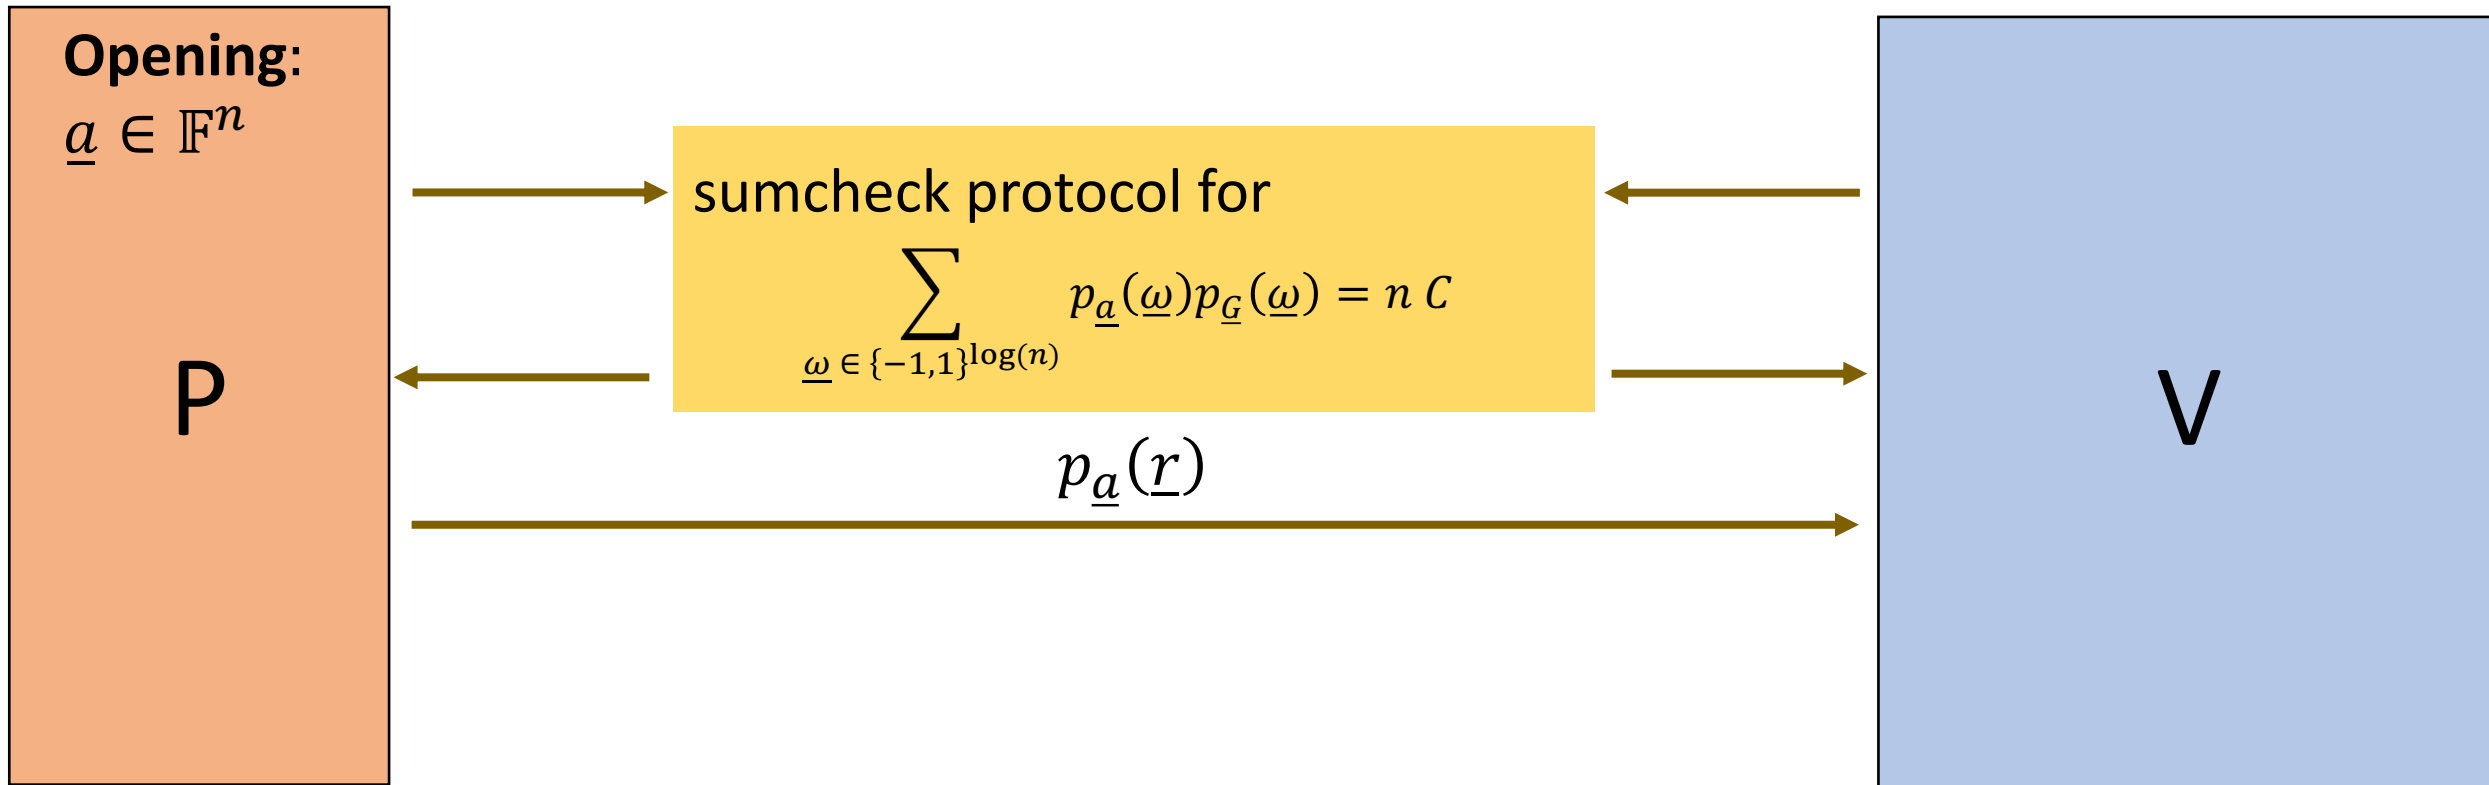 Opening:
a ∈ 𝔽ⁿ
P
sumcheck protocol for
∑ p_a(ω)p_G(ω) = n C
ω ∈ {−1,1}^log(n)
p_a(r)
V